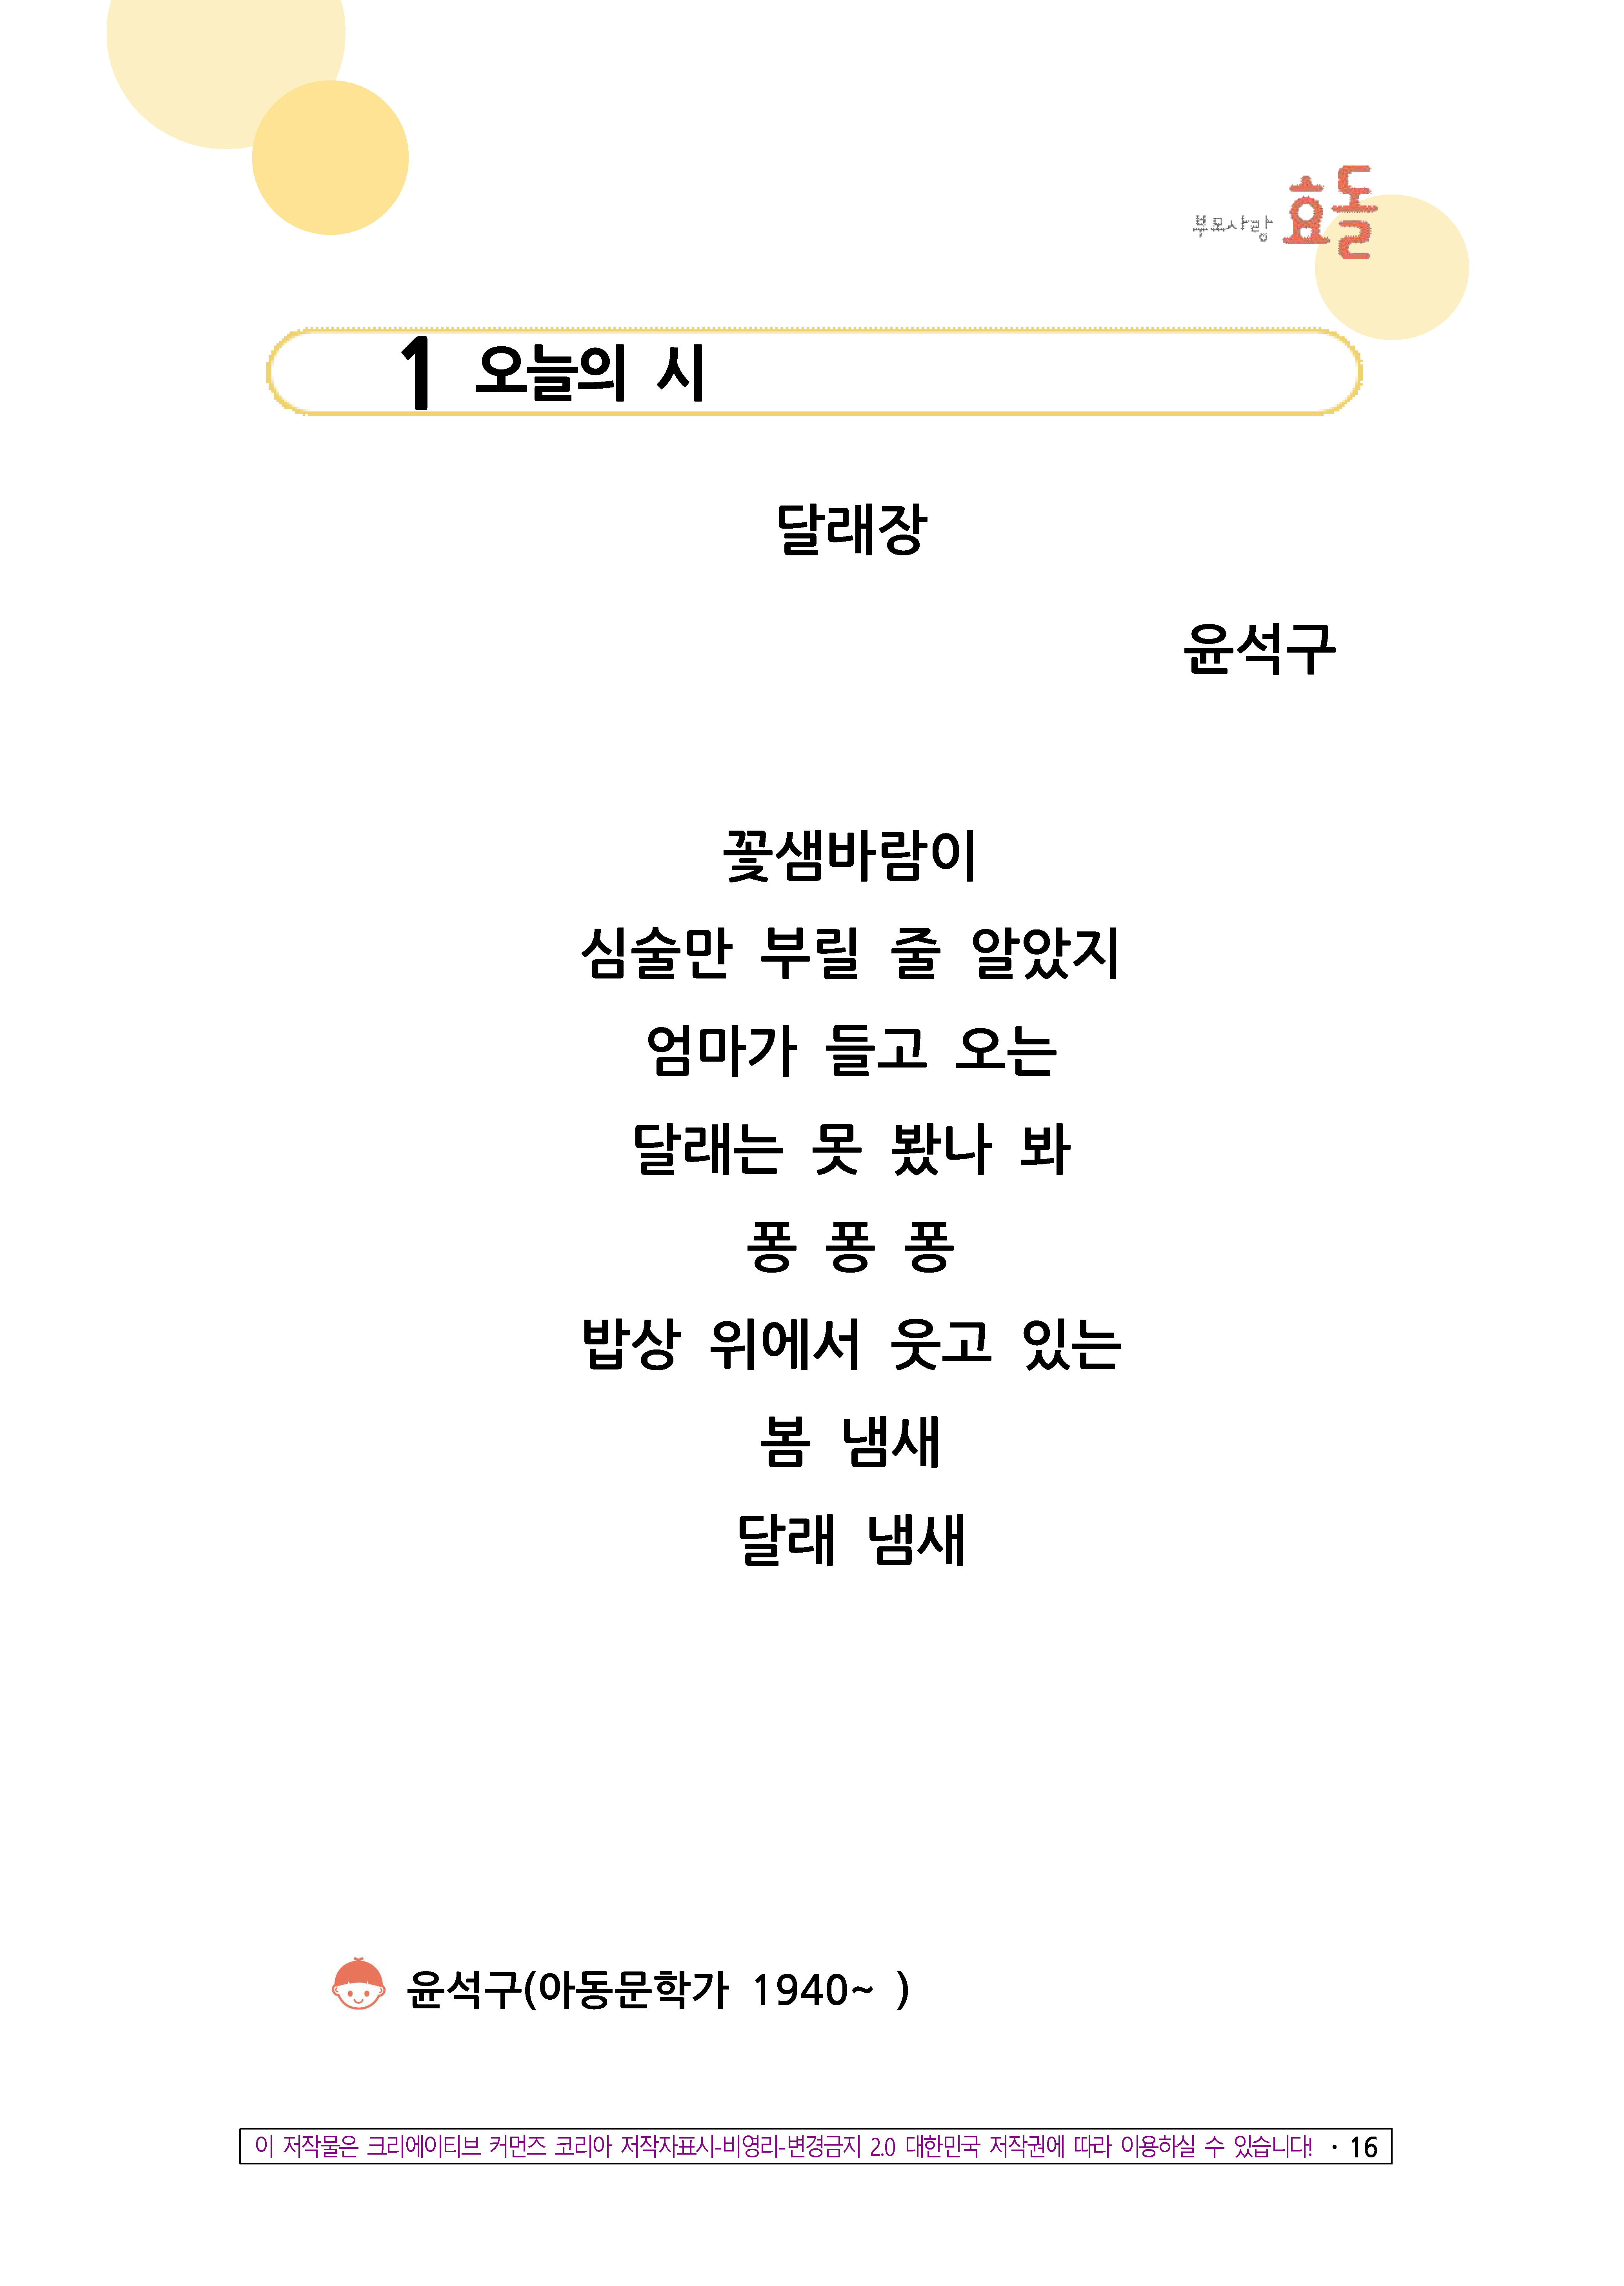 부모사랑 효돌
1 오늘의 시
달래장
윤석구
꽃샘바람이
심술만 부릴 줄 알았지
엄마가 들고 오는
달래는 못 봤나 봐
퐁 퐁 퐁
밥상 위에서 웃고 있는
봄 냄새
달래 냄새
윤석구(아동문학가 1940~ )
이 저작물은 크리에이티브 커먼즈 코리아 저작자표시-비영리-변경금지 2.0 대한민국 저작권에 따라 이용하실 수 있습니다! · 16